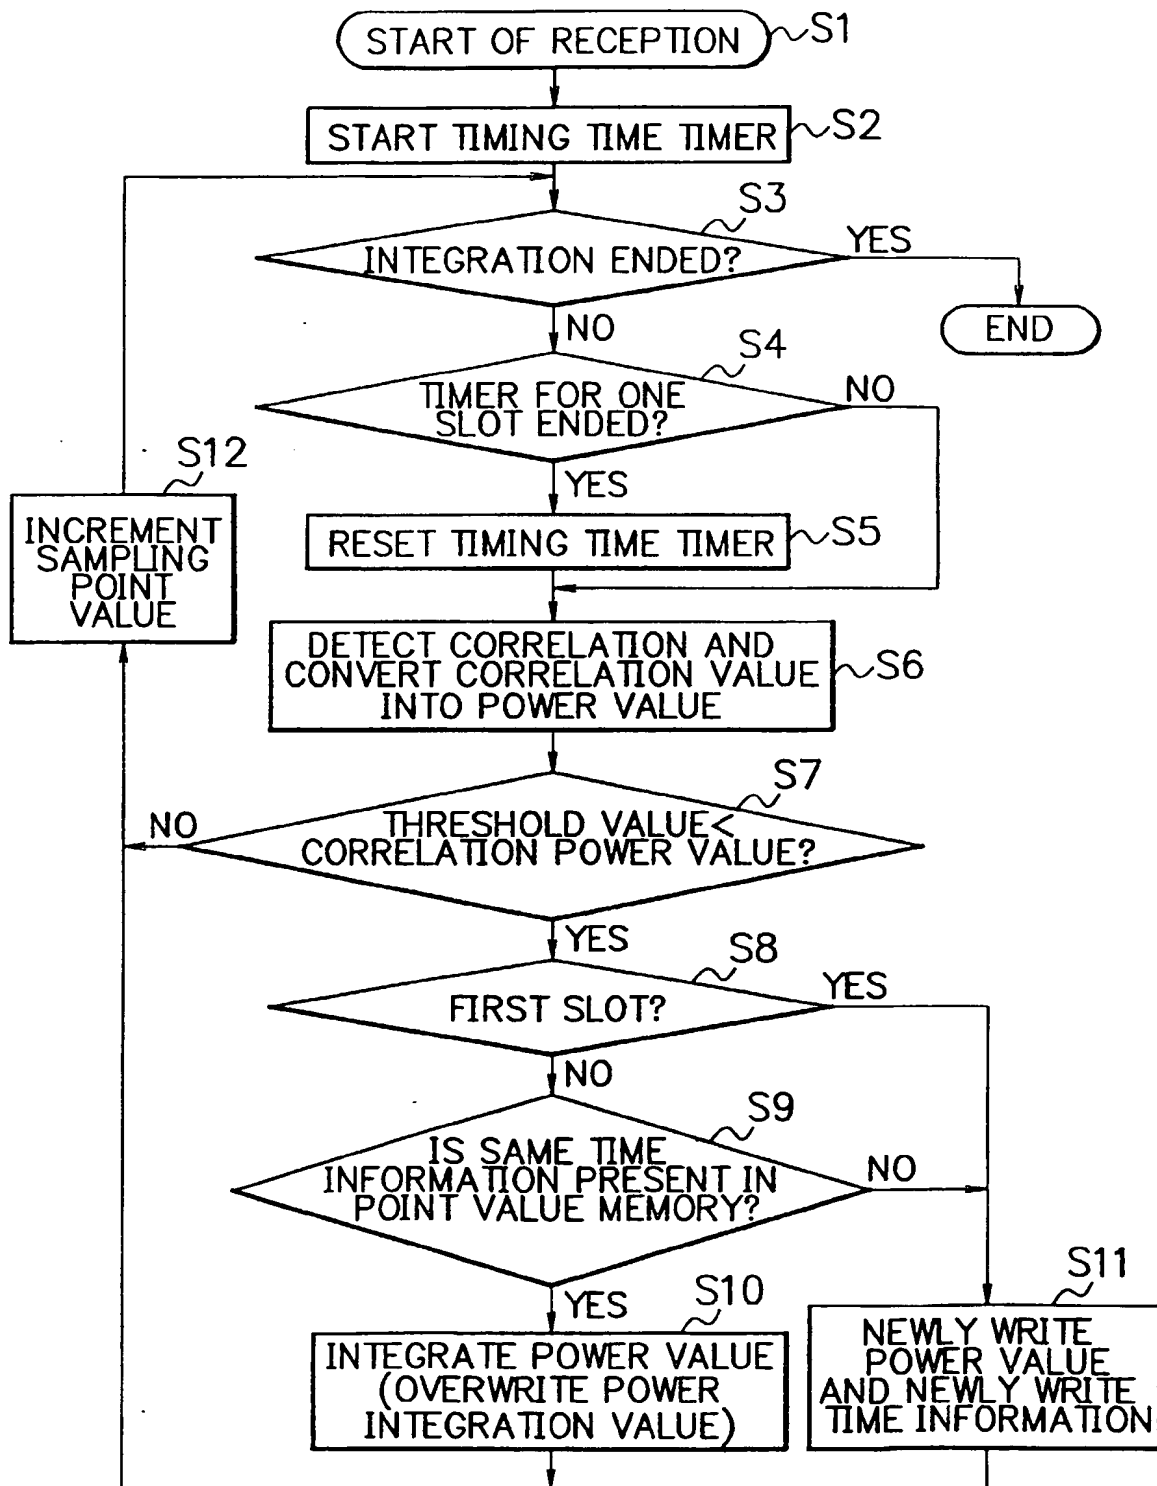 START OF RECEPTION
S1
START TIMING TIME TIMER
S2
S3
INTEGRATION ENDED?
YES
END
NO
S4
TIMER FOR ONE
SLOT ENDED?
NO
YES
S12
INCREMENT
SAMPLING
POINT
VALUE
RESET TIMING TIME TIMER
S5
DETECT CORRELATION AND
CONVERT CORRELATION VALUE
INTO POWER VALUE
S6
S7
THRESHOLD VALUE<
CORRELATION POWER VALUE?
NO
YES
S8
FIRST SLOT?
YES
NO
S9
IS SAME TIME
INFORMATION PRESENT IN
POINT VALUE MEMORY?
NO
YES
S10
INTEGRATE POWER VALUE
(OVERWRITE POWER
INTEGRATION VALUE)
S11
NEWLY WRITE
POWER VALUE
AND NEWLY WRITE
TIME INFORMATION